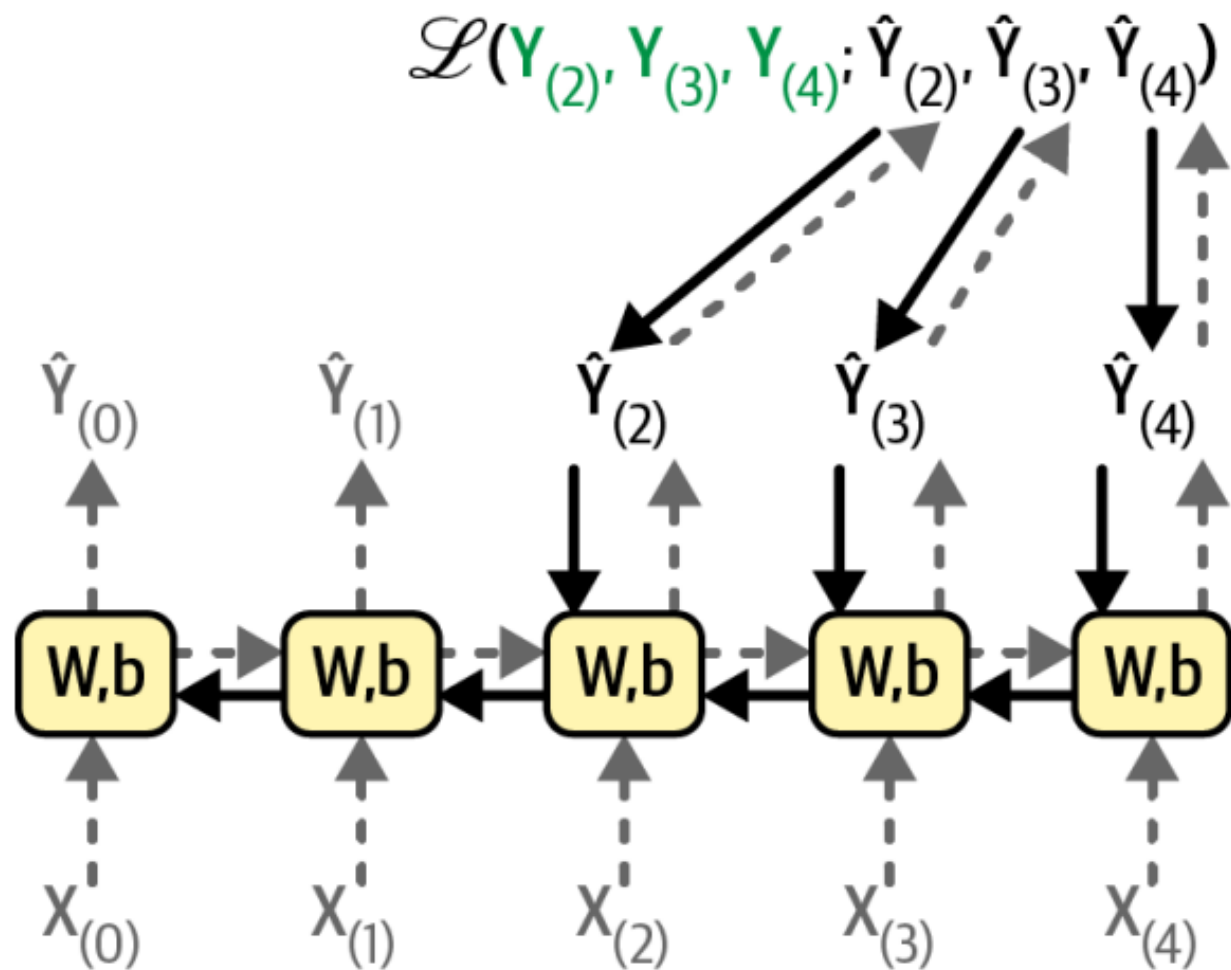 ℒ(Y(2), Y(3), Y(4); Ŷ(2), Ŷ(3), Ŷ(4))
Ŷ(0) Ŷ(1) Ŷ(2) Ŷ(3) Ŷ(4)
W,b W,b W,b W,b W,b
X(0) X(1) X(2) X(3) X(4)